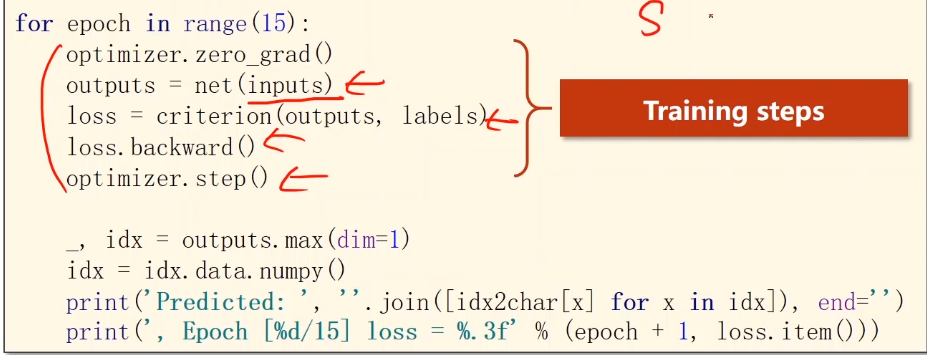 for epoch in range(15):
S
optimizer.zero_grad()
outputs = net(inputs)
loss = criterion(outputs, labels)
Training steps
loss.backward()
optimizer.step()
_, idx = outputs.max(dim=1)
idx = idx.data.numpy()
print('Predicted: ', ''.join([idx2char[x] for x in idx]), end='')
print(', Epoch [%d/15] loss = %.3f' % (epoch + 1, loss.item()))